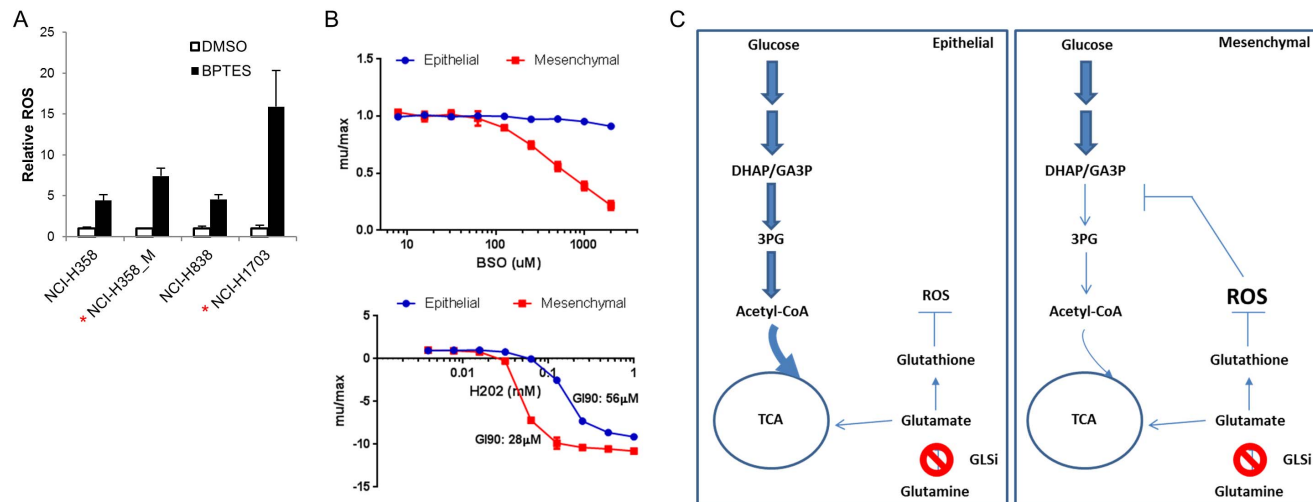 A
Relative ROS
25
20
15
10
5
0
DMSO
BPTES
NCI-H358
* NCI-H358_M
NCI-H838
* NCI-H1703
B
Epithelial Mesenchymal
mu/max
1.5
1.0
0.5
0.0
10 100 1000
BSO (uM)
Epithelial Mesenchymal
mu/max
5
0
-5
-10
-15
0.01 0.1 1
H202 (mM)
GI90: 56µM
GI90: 28µM
C
Glucose Epithelial
DHAP/GA3P
3PG
ROS
Acetyl-CoA
Glutathione
TCA Glutamate
GLSi
Glutamine
Glucose Mesenchymal
DHAP/GA3P
3PG
ROS
Acetyl-CoA
Glutathione
TCA Glutamate
GLSi
Glutamine